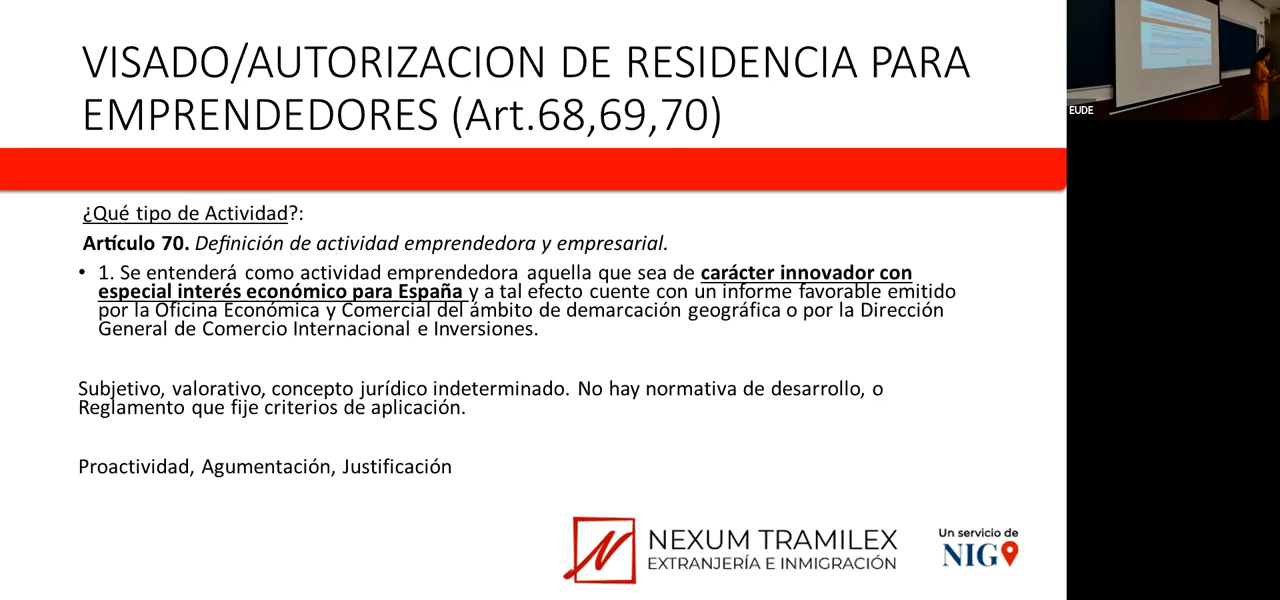 VISADO/AUTORIZACION DE RESIDENCIA PARA
EMPRENDEDORES (Art.68,69,70)
¿Qué tipo de Actividad?:
Artículo 70. Definición de actividad emprendedora y empresarial.
• 1. Se entenderá como actividad emprendedora aquella que sea de carácter innovador con
especial interés económico para España y a tal efecto cuente con un informe favorable emitido
por la Oficina Económica y Comercial del ámbito de demarcación geográfica o por la Dirección
General de Comercio Internacional e Inversiones.
Subjetivo, valorativo, concepto jurídico indeterminado. No hay normativa de desarrollo, o
Reglamento que fije criterios de aplicación.
Proactividad, Agumentación, Justificación
NEXUM TRAMILEX
EXTRANJERÍA E INMIGRACIÓN
Un servicio de
NIGO
EUDE